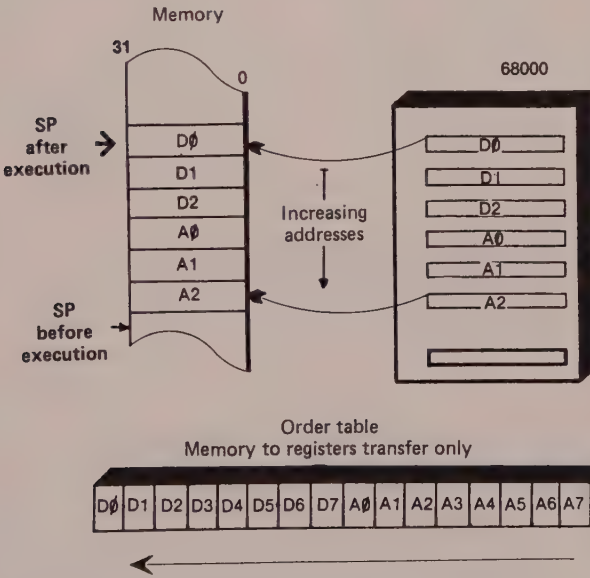 Memory
31
0
68000
SP
after
execution
DØ
D1
D2
AØ
A1
A2
SP
before
execution
Increasing
addresses
DØ
D1
D2
AØ
A1
A2
Order table
Memory to registers transfer only
DØ D1 D2 D3 D4 D5 D6 D7 AØ A1 A2 A3 A4 A5 A6 A7